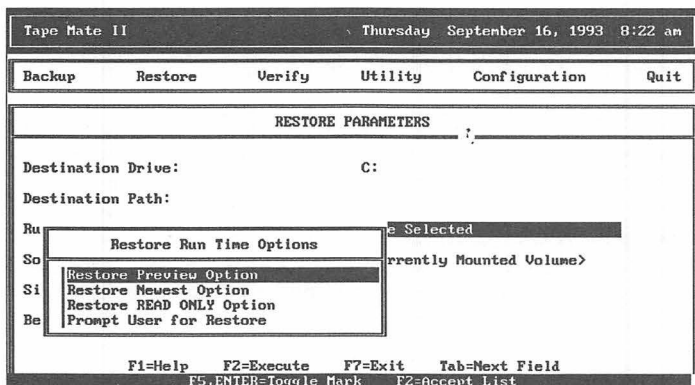 Tape Mate II Thursday September 16, 1993 8:22 am
Backup Restore Verify Utility Configuration Quit
RESTORE PARAMETERS
Destination Drive: C:
Destination Path:
Ru e Selected
Restore Run Time Options
So rrently Mounted Volume>
Restore Preview Option
Si Restore Newest Option
Restore READ ONLY Option
Be Prompt User for Restore
F1=Help F2=Execute F7=Exit Tab=Next Field
F5,ENTER=Toggle Mark F2=Accept List